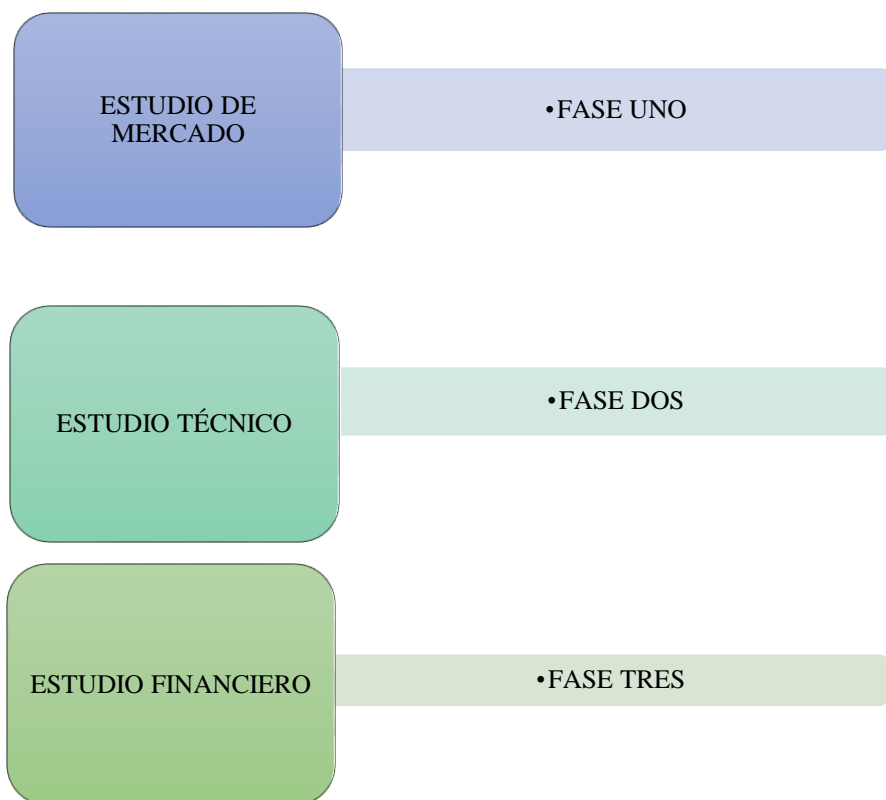 ESTUDIO DE
MERCADO
•FASE UNO
ESTUDIO TÉCNICO
•FASE DOS
ESTUDIO FINANCIERO
•FASE TRES